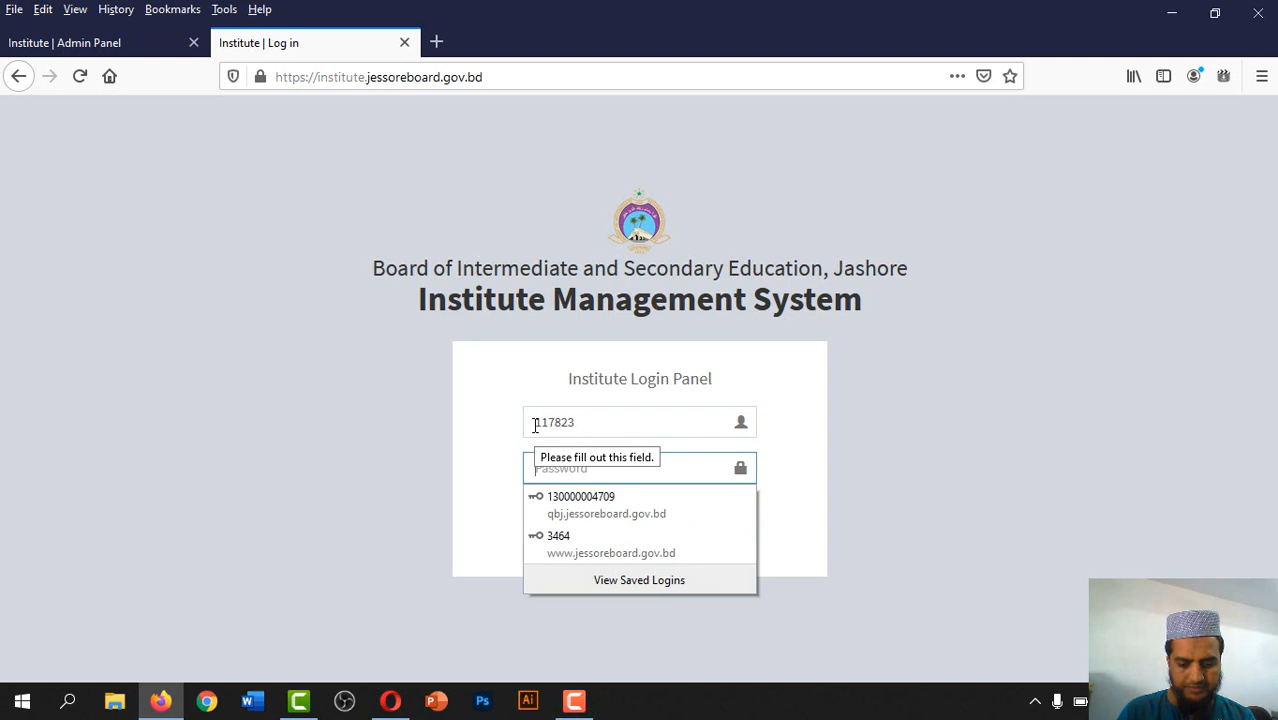 File Edit View History Bookmarks Tools Help
Institute | Admin Panel
Institute | Log in
https://institute.jessoreboard.gov.bd
Board of Intermediate and Secondary Education, Jashore
Institute Management System
Institute Login Panel
117823
Please fill out this field.
Password
130000004709
qbj.jessoreboard.gov.bd
3464
www.jessoreboard.gov.bd
View Saved Logins